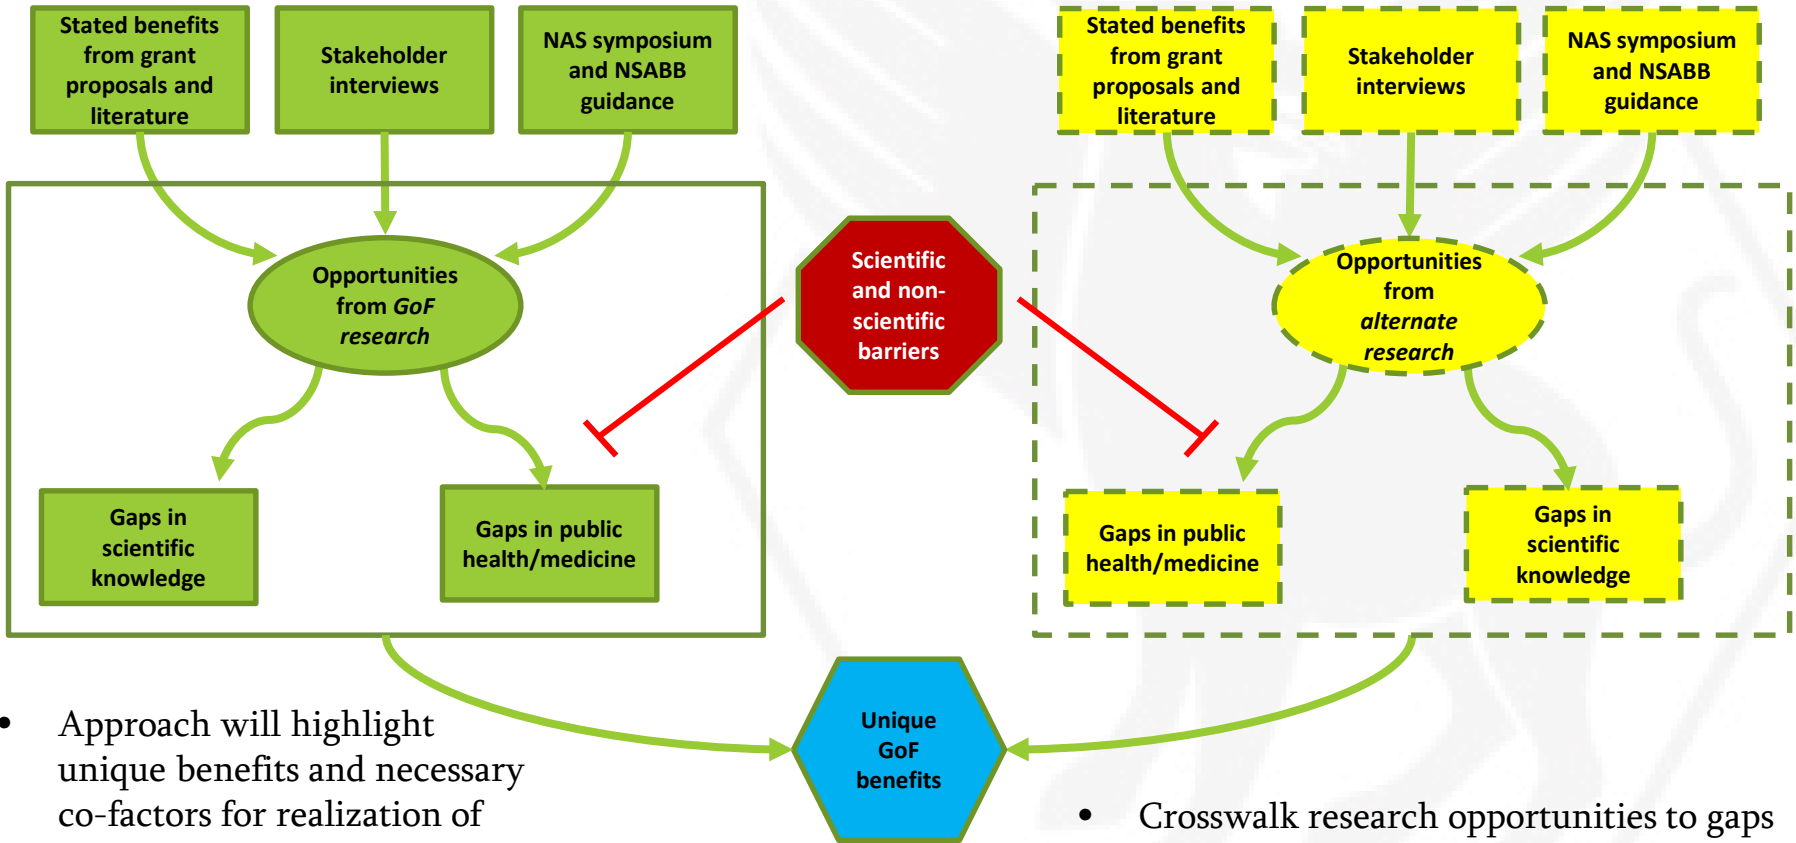 Stated benefits
from grant
proposals and
literature
Stakeholder
interviews
NAS symposium
and NSABB
guidance
Stated benefits
from grant
proposals and
literature
Stakeholder
interviews
NAS symposium
and NSABB
guidance
Opportunities
from GoF
research
Scientific
and non-
scientific
barriers
Opportunities
from
alternate
research
Gaps in
scientific
knowledge
Gaps in public
health/medicine
Gaps in public
health/medicine
Gaps in
scientific
knowledge
Unique
GoF
benefits
• Approach will highlight
unique benefits and necessary
co-factors for realization of
• Crosswalk research opportunities to gaps